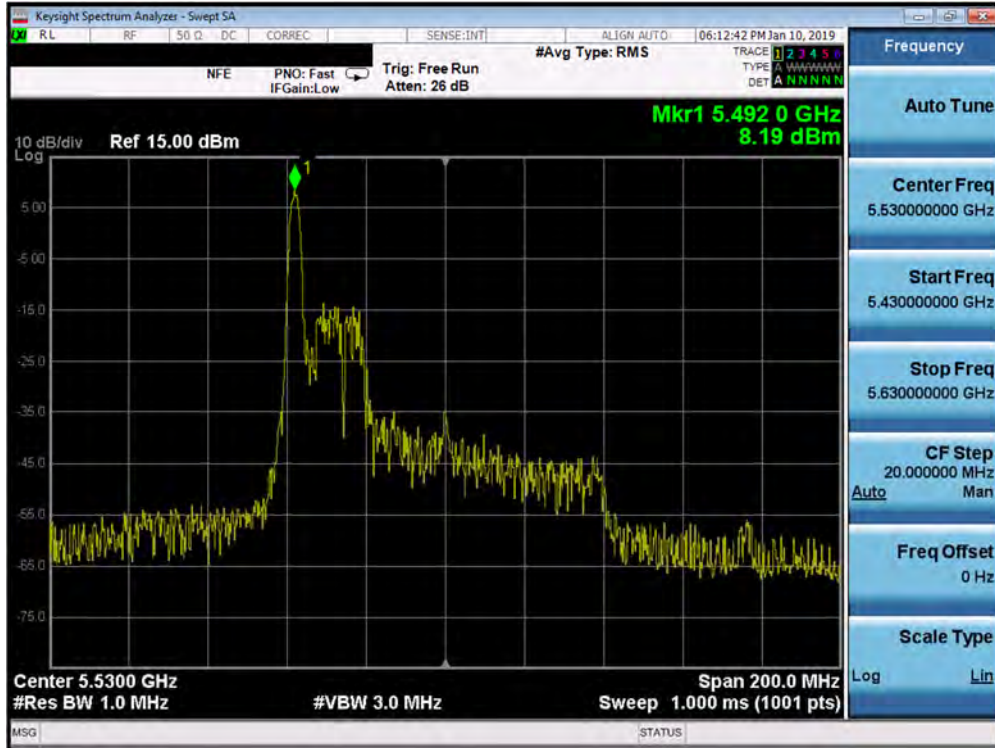 Keysight Spectrum Analyzer - Swept SA
LXI RL RF 50 Ω DC CORREC SENSE:INT ALIGN AUTO 06:12:42 PM Jan 10, 2019
#Avg Type: RMS TRACE 1 2 3 4 5 6
NFE PNO: Fast Trig: Free Run TYPE A WWWWW
IFGain:Low Atten: 26 dB DET A N N N N N
Mkr1 5.492 0 GHz
8.19 dBm
10 dB/div Ref 15.00 dBm
Log
1
5.00
-5.00
-15.0
-25.0
-35.0
-45.0
-55.0
-65.0
-75.0
Center 5.5300 GHz Span 200.0 MHz
#Res BW 1.0 MHz #VBW 3.0 MHz Sweep 1.000 ms (1001 pts)
MSG STATUS
Frequency
Auto Tune
Center Freq
5.530000000 GHz
Start Freq
5.430000000 GHz
Stop Freq
5.630000000 GHz
CF Step
20.000000 MHz
Auto Man
Freq Offset
0 Hz
Scale Type
Log Lin